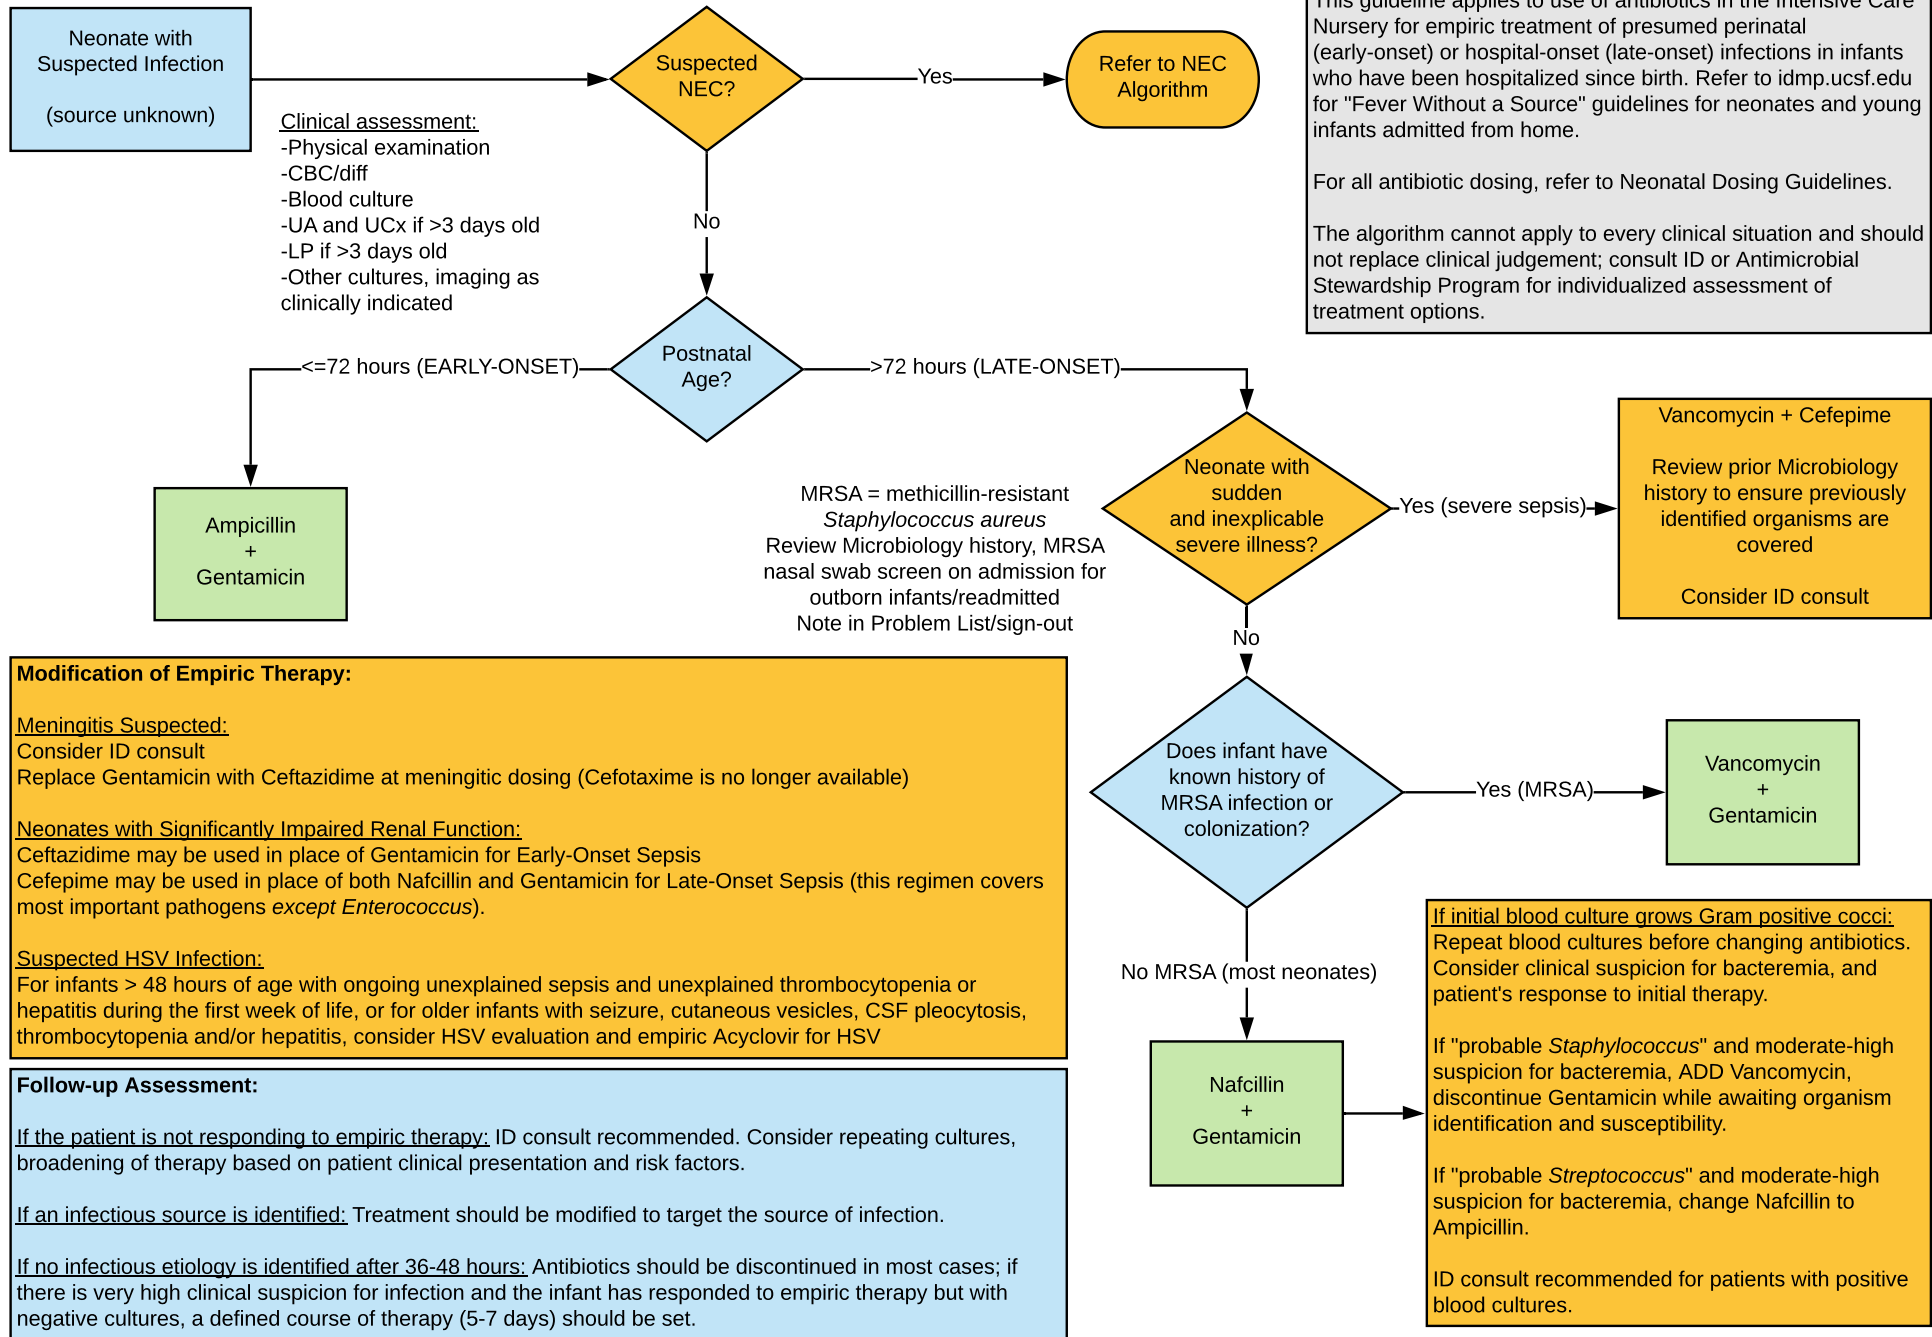 Neonate with
Suspected Infection
(source unknown)
Suspected
NEC?
Yes
Refer to NEC
Algorithm
This guideline applies to use of antibiotics in the Intensive Care
Nursery for empiric treatment of presumed perinatal
(early-onset) or hospital-onset (late-onset) infections in infants
who have been hospitalized since birth. Refer to idmp.ucsf.edu
for "Fever Without a Source" guidelines for neonates and young
infants admitted from home.
For all antibiotic dosing, refer to Neonatal Dosing Guidelines.
The algorithm cannot apply to every clinical situation and should
not replace clinical judgement; consult ID or Antimicrobial
Stewardship Program for individualized assessment of
treatment options.
Clinical assessment:
-Physical examination
-CBC/diff
-Blood culture
-UA and UCx if >3 days old
-LP if >3 days old
-Other cultures, imaging as
clinically indicated
No
Postnatal
Age?
<=72 hours (EARLY-ONSET)
>72 hours (LATE-ONSET)
Ampicillin
+
Gentamicin
MRSA = methicillin-resistant
Staphylococcus aureus
Review Microbiology history, MRSA
nasal swab screen on admission for
outborn infants/readmitted
Note in Problem List/sign-out
Neonate with
sudden
and inexplicable
severe illness?
Yes (severe sepsis)
Vancomycin + Cefepime
Review prior Microbiology
history to ensure previously
identified organisms are
covered
Consider ID consult
No
Does infant have
known history of
MRSA infection or
colonization?
Yes (MRSA)
Vancomycin
+
Gentamicin
No MRSA (most neonates)
Nafcillin
+
Gentamicin
If initial blood culture grows Gram positive cocci:
Repeat blood cultures before changing antibiotics.
Consider clinical suspicion for bacteremia, and
patient's response to initial therapy.
If "probable Staphylococcus" and moderate-high
suspicion for bacteremia, ADD Vancomycin,
discontinue Gentamicin while awaiting organism
identification and susceptibility.
If "probable Streptococcus" and moderate-high
suspicion for bacteremia, change Nafcillin to
Ampicillin.
ID consult recommended for patients with positive
blood cultures.
Modification of Empiric Therapy:
Meningitis Suspected:
Consider ID consult
Replace Gentamicin with Ceftazidime at meningitic dosing (Cefotaxime is no longer available)
Neonates with Significantly Impaired Renal Function:
Ceftazidime may be used in place of Gentamicin for Early-Onset Sepsis
Cefepime may be used in place of both Nafcillin and Gentamicin for Late-Onset Sepsis (this regimen covers
most important pathogens except Enterococcus).
Suspected HSV Infection:
For infants > 48 hours of age with ongoing unexplained sepsis and unexplained thrombocytopenia or
hepatitis during the first week of life, or for older infants with seizure, cutaneous vesicles, CSF pleocytosis,
thrombocytopenia and/or hepatitis, consider HSV evaluation and empiric Acyclovir for HSV
Follow-up Assessment:
If the patient is not responding to empiric therapy: ID consult recommended. Consider repeating cultures,
broadening of therapy based on patient clinical presentation and risk factors.
If an infectious source is identified: Treatment should be modified to target the source of infection.
If no infectious etiology is identified after 36-48 hours: Antibiotics should be discontinued in most cases; if
there is very high clinical suspicion for infection and the infant has responded to empiric therapy but with
negative cultures, a defined course of therapy (5-7 days) should be set.